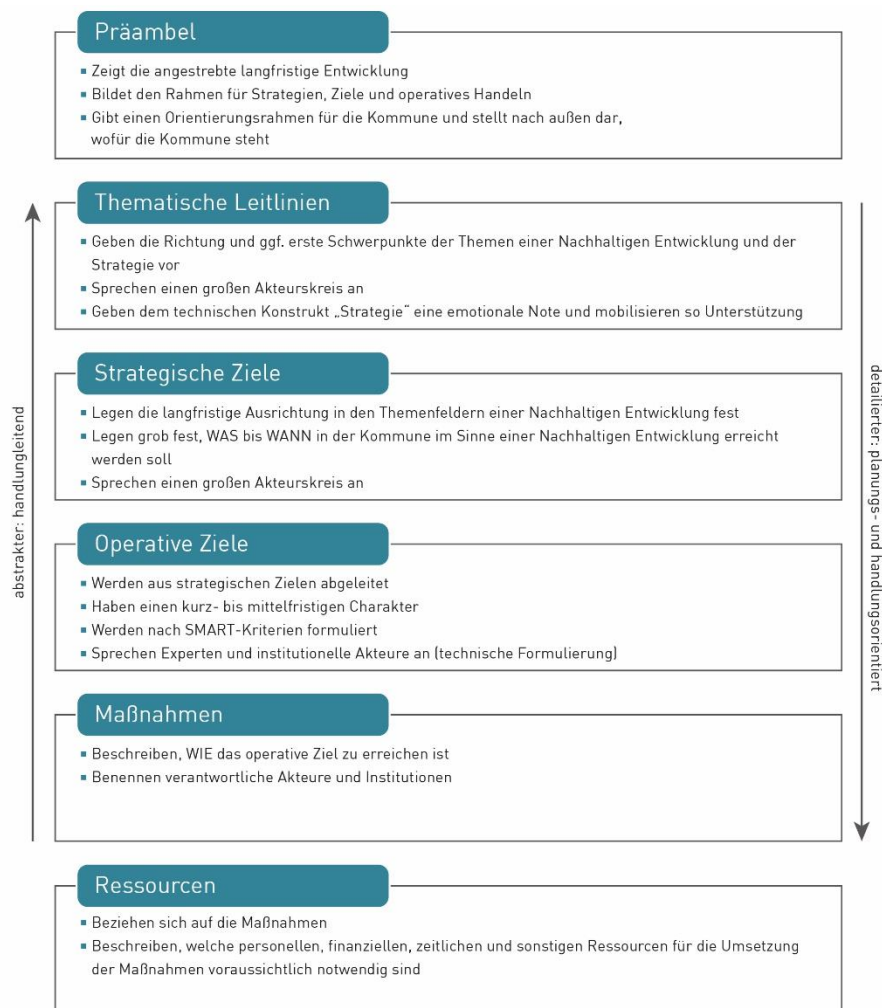 Präambel
▪ Zeigt die angestrebte langfristige Entwicklung
▪ Bildet den Rahmen für Strategien, Ziele und operatives Handeln
▪ Gibt einen Orientierungsrahmen für die Kommune und stellt nach außen dar,
wofür die Kommune steht
Thematische Leitlinien
▪ Geben die Richtung und ggf. erste Schwerpunkte der Themen einer Nachhaltigen Entwicklung und der
Strategie vor
▪ Sprechen einen großen Akteurskreis an
▪ Geben dem technischen Konstrukt „Strategie“ eine emotionale Note und mobilisieren so Unterstützung
Strategische Ziele
▪ Legen die langfristige Ausrichtung in den Themenfeldern einer Nachhaltigen Entwicklung fest
▪ Legen grob fest, WAS bis WANN in der Kommune im Sinne einer Nachhaltigen Entwicklung erreicht
werden soll
▪ Sprechen einen großen Akteurskreis an
Operative Ziele
▪ Werden aus strategischen Zielen abgeleitet
▪ Haben einen kurz- bis mittelfristigen Charakter
▪ Werden nach SMART-Kriterien formuliert
▪ Sprechen Experten und institutionelle Akteure an (technische Formulierung)
Maßnahmen
▪ Beschreiben, WIE das operative Ziel zu erreichen ist
▪ Benennen verantwortliche Akteure und Institutionen
Ressourcen
▪ Beziehen sich auf die Maßnahmen
▪ Beschreiben, welche personellen, finanziellen, zeitlichen und sonstigen Ressourcen für die Umsetzung
der Maßnahmen voraussichtlich notwendig sind
abstrakter: handlungleitend
detailierter: planungs- und handlungsorientiert